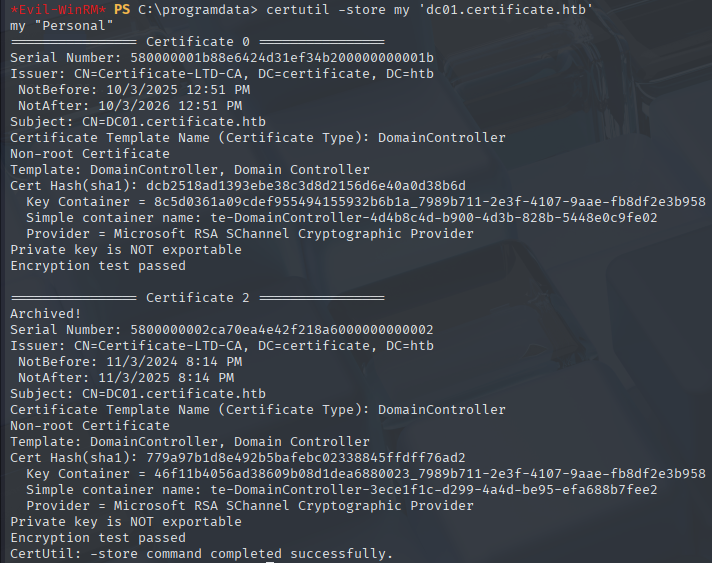 *Evil-WinRM* PS C:\programdata> certutil -store my 'dc01.certificate.htb'
my "Personal"
================ Certificate 0 ================
Serial Number: 580000001b88e6424d31ef34b200000000001b
Issuer: CN=Certificate-LTD-CA, DC=certificate, DC=htb
 NotBefore: 10/3/2025 12:51 PM
 NotAfter: 10/3/2026 12:51 PM
Subject: CN=DC01.certificate.htb
Certificate Template Name (Certificate Type): DomainController
Non-root Certificate
Template: DomainController, Domain Controller
Cert Hash(sha1): dcb2518ad1393ebe38c3d8d2156d6e40a0d38b6d
  Key Container = 8c5d0361a09cdef955494155932b6b1a_7989b711-2e3f-4107-9aae-fb8df2e3b958
  Simple container name: te-DomainController-4d4b8c4d-b900-4d3b-828b-5448e0c9fe02
  Provider = Microsoft RSA SChannel Cryptographic Provider
Private key is NOT exportable
Encryption test passed
================ Certificate 2 ================
Archived!
Serial Number: 5800000002ca70ea4e42f218a6000000000002
Issuer: CN=Certificate-LTD-CA, DC=certificate, DC=htb
 NotBefore: 11/3/2024 8:14 PM
 NotAfter: 11/3/2025 8:14 PM
Subject: CN=DC01.certificate.htb
Certificate Template Name (Certificate Type): DomainController
Non-root Certificate
Template: DomainController, Domain Controller
Cert Hash(sha1): 779a97b1d8e492b5bafebc02338845ffdff76ad2
  Key Container = 46f11b4056ad38609b08d1dea6880023_7989b711-2e3f-4107-9aae-fb8df2e3b958
  Simple container name: te-DomainController-3ece1f1c-d299-4a4d-be95-efa688b7fee2
  Provider = Microsoft RSA SChannel Cryptographic Provider
Private key is NOT exportable
Encryption test passed
CertUtil: -store command completed successfully.